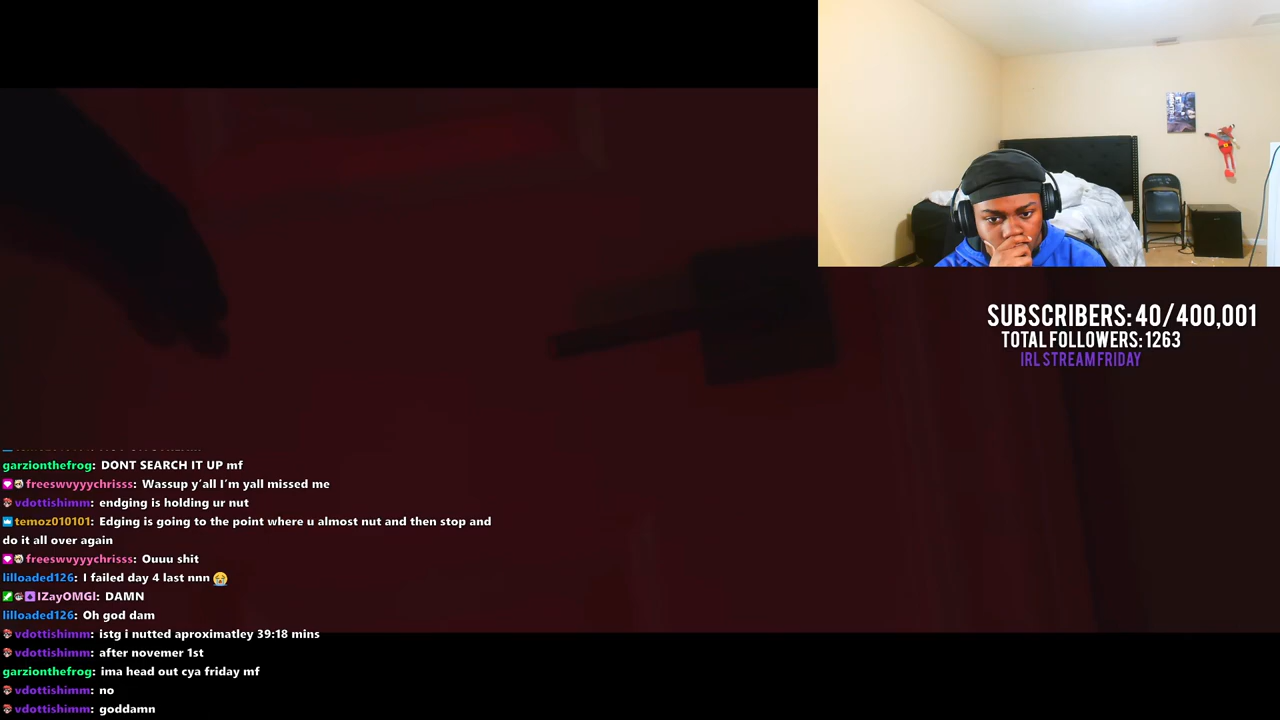 SUBSCRIBERS: 40/400,001
TOTAL FOLLOWERS: 1263
IRL STREAM FRIDAY
garzionthefrog: DONT SEARCH IT UP mf
freeswvyyychrisss: Wassup y'all I'm yall missed me
vdottishimm: endging is holding ur nut
temoz010101: Edging is going to the point where u almost nut and then stop and
do it all over again
freeswvyyychrisss: Ouuu shit
lilloaded126: I failed day 4 last nnn 😭
IZayOMGI: DAMN
lilloaded126: Oh god dam
vdottishimm: istg i nutted aproximatley 39:18 mins
vdottishimm: after novemer 1st
garzionthefrog: ima head out cya friday mf
vdottishimm: no
vdottishimm: goddamn